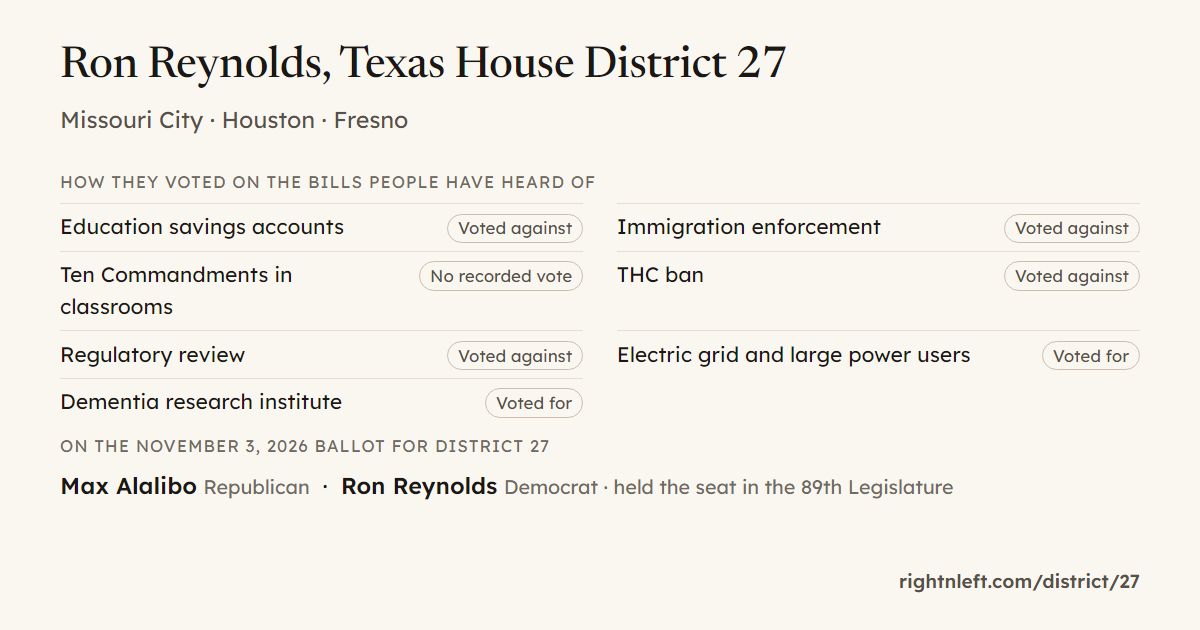 Ron Reynolds, Texas House District 27
Missouri City · Houston · Fresno
HOW THEY VOTED ON THE BILLS PEOPLE HAVE HEARD OF
Education savings accounts Voted against
Immigration enforcement Voted against
Ten Commandments in No recorded vote
classrooms
THC ban Voted against
Regulatory review Voted against
Electric grid and large power users Voted for
Dementia research institute Voted for
ON THE NOVEMBER 3, 2026 BALLOT FOR DISTRICT 27
Max Alalibo Republican · Ron Reynolds Democrat · held the seat in the 89th Legislature
rightnleft.com/district/27